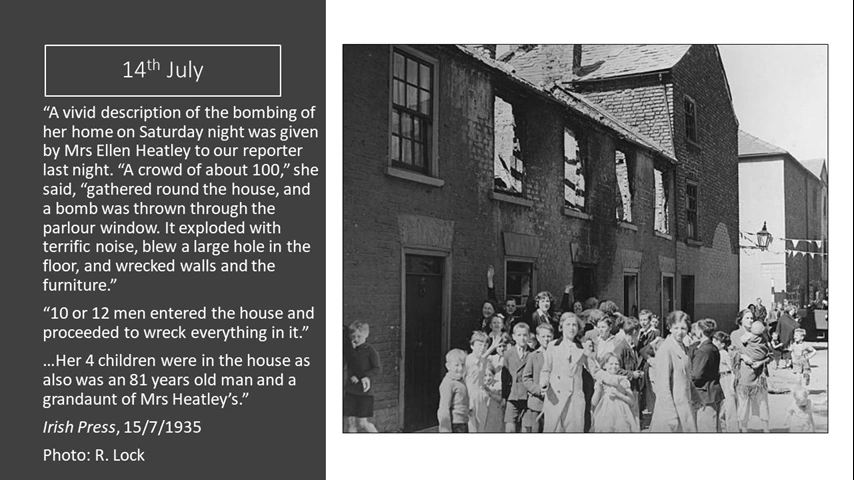 14th July
“A vivid description of the bombing of
her home on Saturday night was given
by Mrs Ellen Heatley to our reporter
last night. “A crowd of about 100,” she
said, “gathered round the house, and
a bomb was thrown through the
parlour window. It exploded with
terrific noise, blew a large hole in the
floor, and wrecked walls and the
furniture.”
“10 or 12 men entered the house and
proceeded to wreck everything in it.”
…Her 4 children were in the house as
also was an 81 years old man and a
grandaunt of Mrs Heatley’s.”
Irish Press, 15/7/1935
Photo: R. Lock